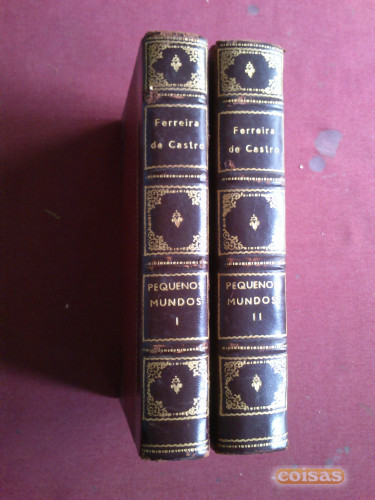 Ferreira
de Castro
PEQUENOS
MUNDOS
I
Ferreira
de Castro
PEQUENOS
MUNDOS
II
coisas